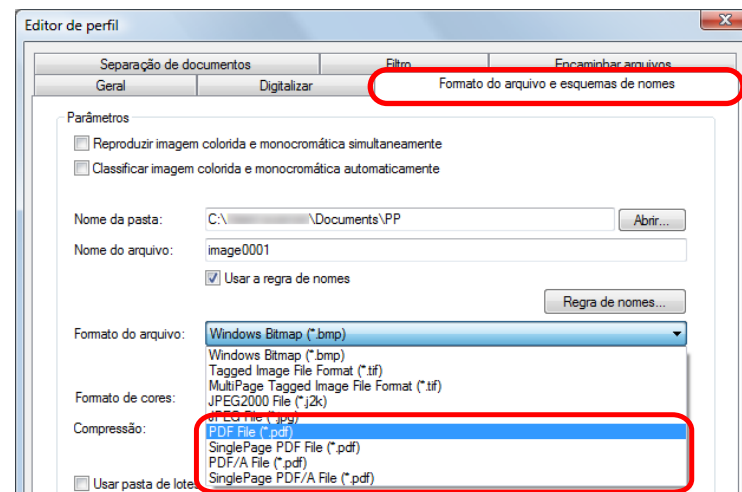 Editor de perfil
Separação de documentos Filtro Encaminhar arquivos
Geral Digitalizar Formato do arquivo e esquemas de nomes
Parâmetros
Reproduzir imagem colorida e monocromática simultaneamente
Classificar imagem colorida e monocromática automaticamente
Nome da pasta: C:\ \Documents\PP Abrir...
Nome do arquivo: image0001
Usar a regra de nomes
Regra de nomes...
Formato do arquivo: Windows Bitmap (*.bmp)
Windows Bitmap (*.bmp)
Tagged Image File Format (*.tif)
MultiPage Tagged Image File Format (*.tif)
Formato de cores: JPEG2000 File (*.j2k)
JPEG File (*.jpg)
Compressão: PDF File (*.pdf)
SinglePage PDF File (*.pdf)
PDF/A File (*.pdf)
Usar pasta de lotes SinglePage PDF/A File (*.pdf)